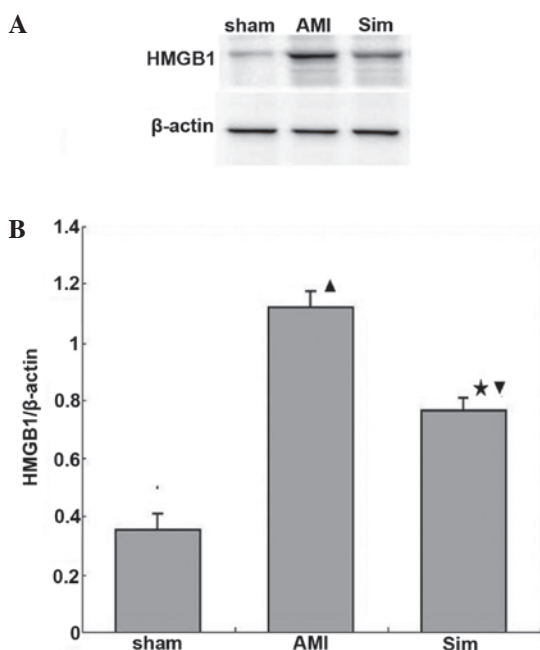 A
sham AMI Sim
HMGB1
β-actin
B
HMGB1/β-actin
1.4
1.2
1
0.8
0.6
0.4
0.2
0
▲
★ ▼
sham AMI Sim